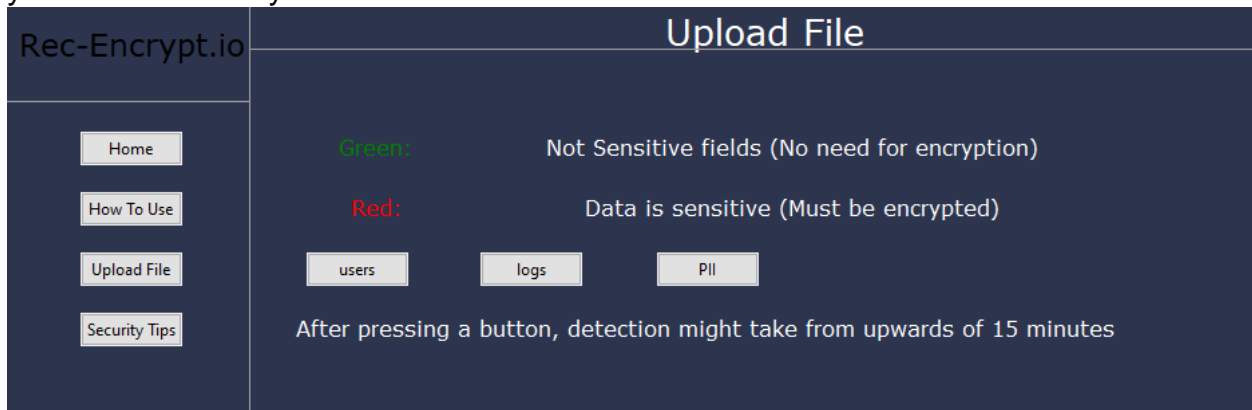 Rec-Encrypt.io
Upload File
Home
Green: Not Sensitive fields (No need for encryption)
How To Use
Red: Data is sensitive (Must be encrypted)
Upload File
users logs PII
Security Tips
After pressing a button, detection might take from upwards of 15 minutes